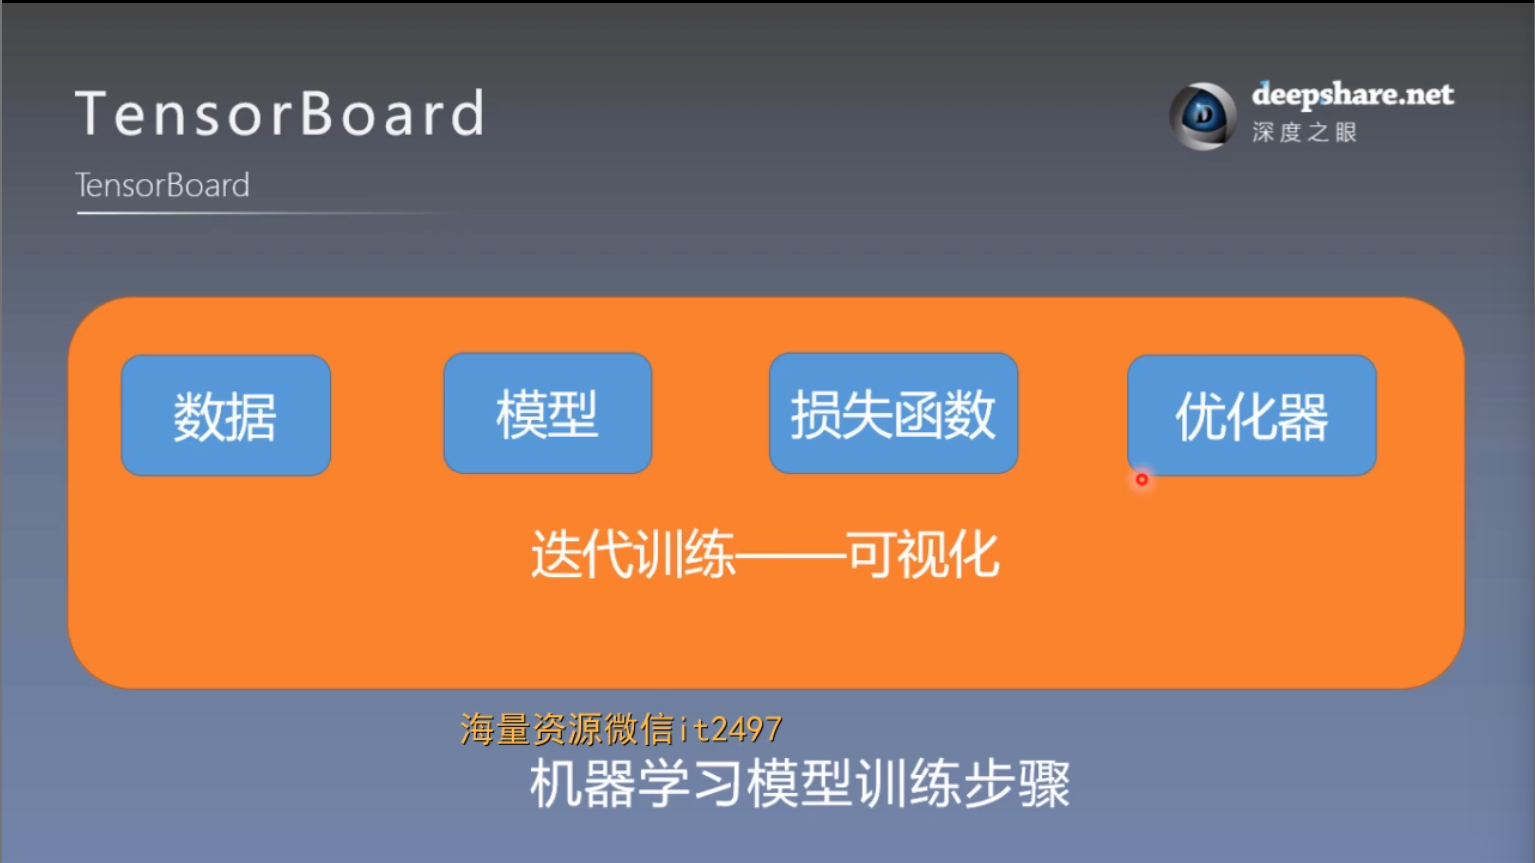 TensorBoard
deepshare.net
深度之眼
TensorBoard
数据
模型
损失函数
优化器
迭代训练——可视化
海量资源微信it2497
机器学习模型训练步骤